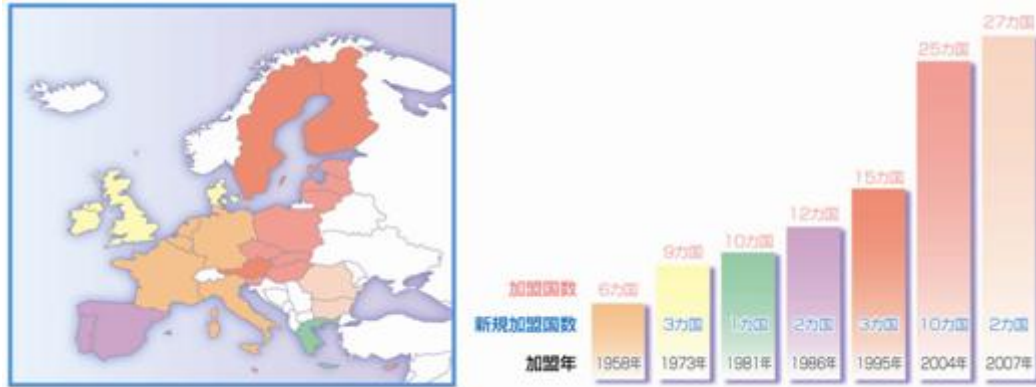 27カ国
25カ国
15カ国
12カ国
10カ国
9カ国
加盟国数 6カ国
新規加盟国数 3カ国 1カ国 2カ国 3カ国 10カ国 2カ国
加盟年 1958年 1973年 1981年 1986年 1995年 2004年 2007年